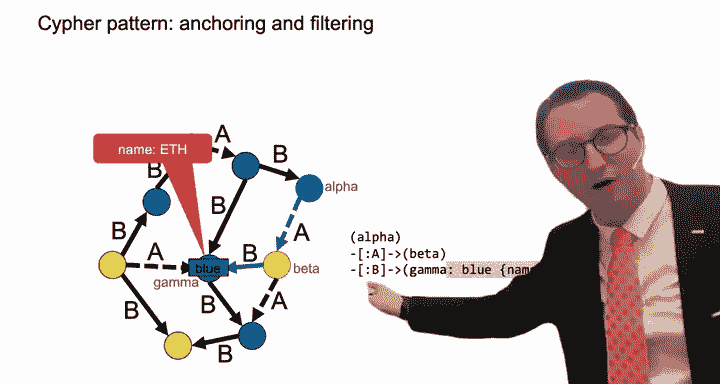 Cypher pattern: anchoring and filtering
name: ETH
A
B
B
alpha
B
B
A
A
B
blue
gamma
beta
B
A
B
B
(alpha)
-[:A]->(beta)
-[:B]->(gamma: blue {nam